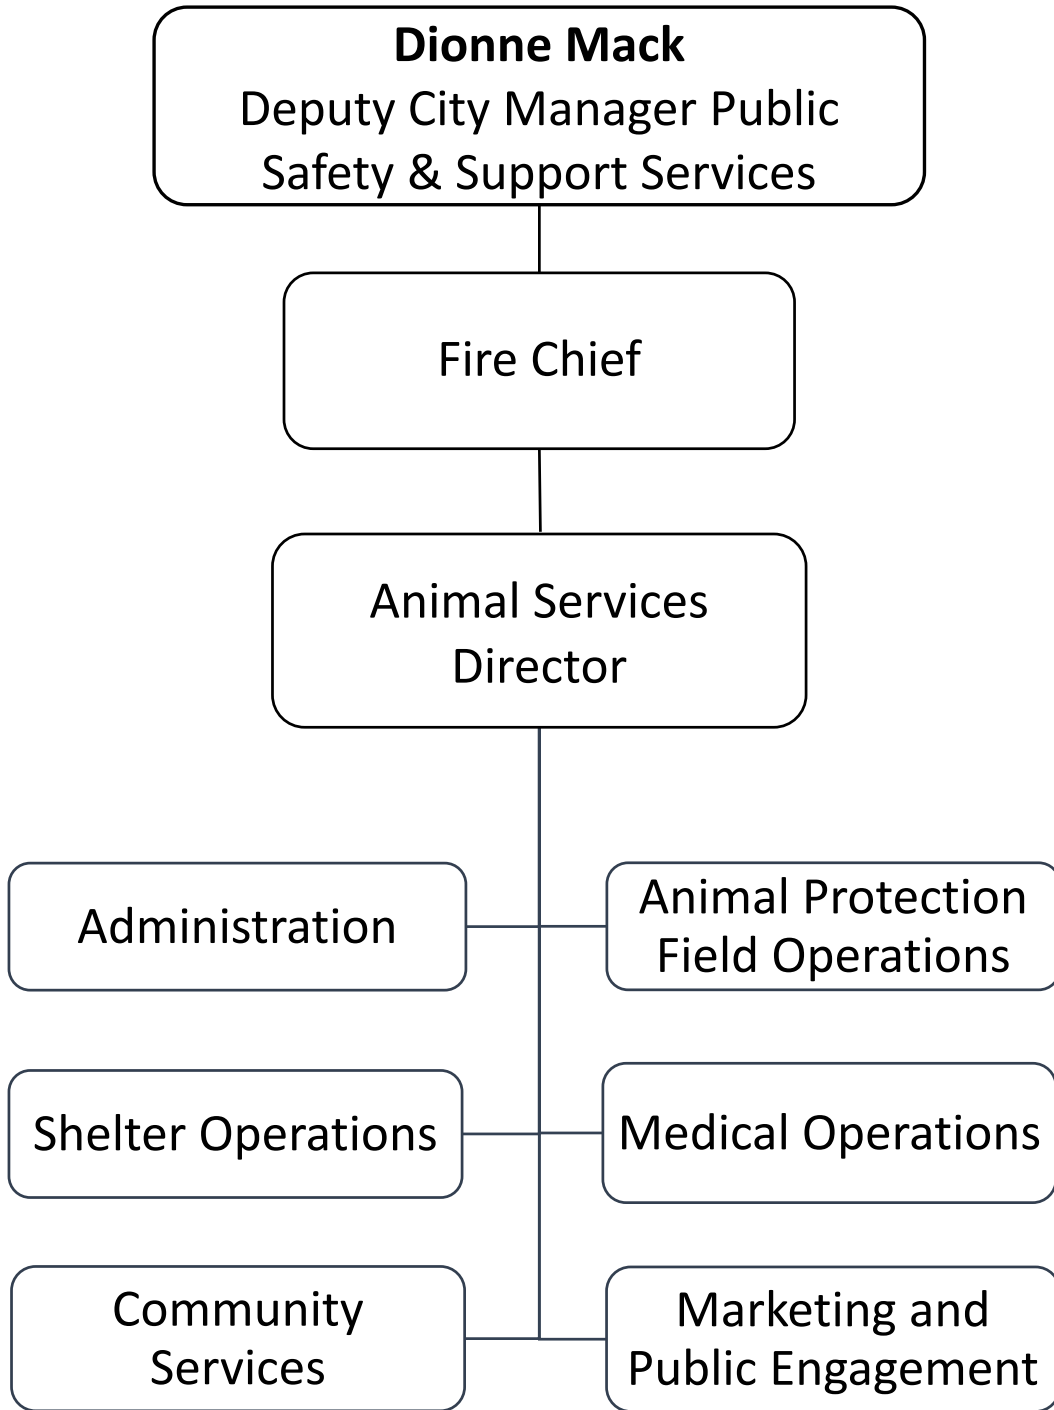 Dionne Mack
Deputy City Manager Public
Safety & Support Services
Fire Chief
Animal Services
Director
Administration
Animal Protection
Field Operations
Shelter Operations
Medical Operations
Community
Services
Marketing and
Public Engagement